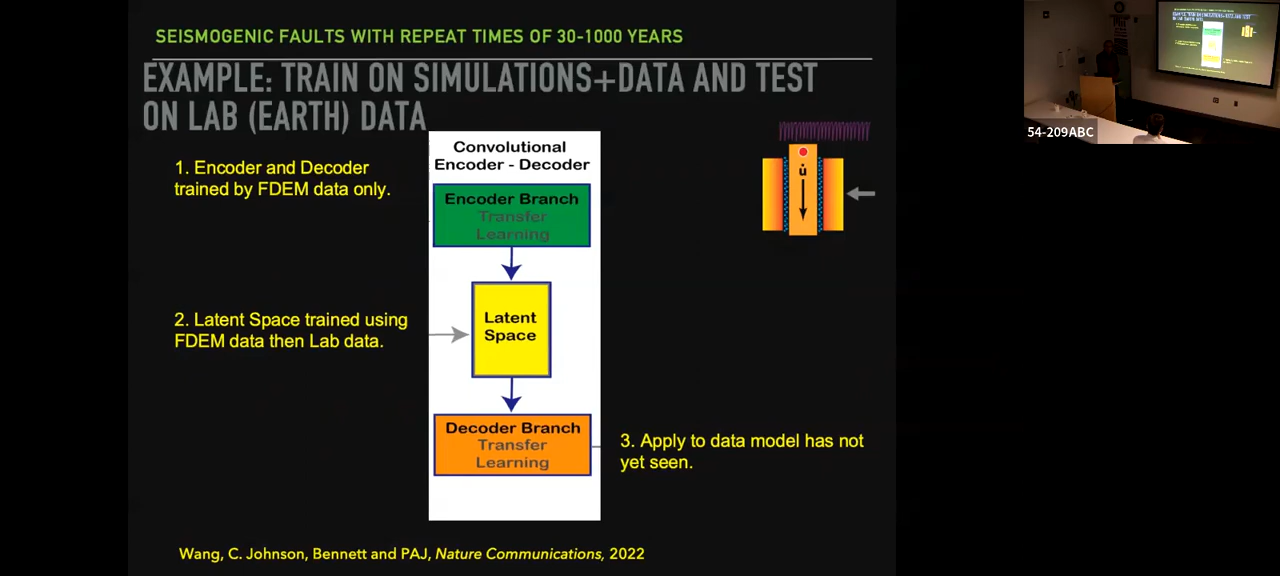 SEISMOGENIC FAULTS WITH REPEAT TIMES OF 30-1000 YEARS
EXAMPLE: TRAIN ON SIMULATIONS+DATA AND TEST
ON LAB (EARTH) DATA
1. Encoder and Decoder
trained by FDEM data only.
Convolutional
Encoder - Decoder
Encoder Branch
Transfer
Learning
u̇
2. Latent Space trained using
FDEM data then Lab data.
Latent
Space
Decoder Branch
Transfer
Learning
3. Apply to data model has not
yet seen.
Wang, C. Johnson, Bennett and PAJ, Nature Communications, 2022
54-209ABC